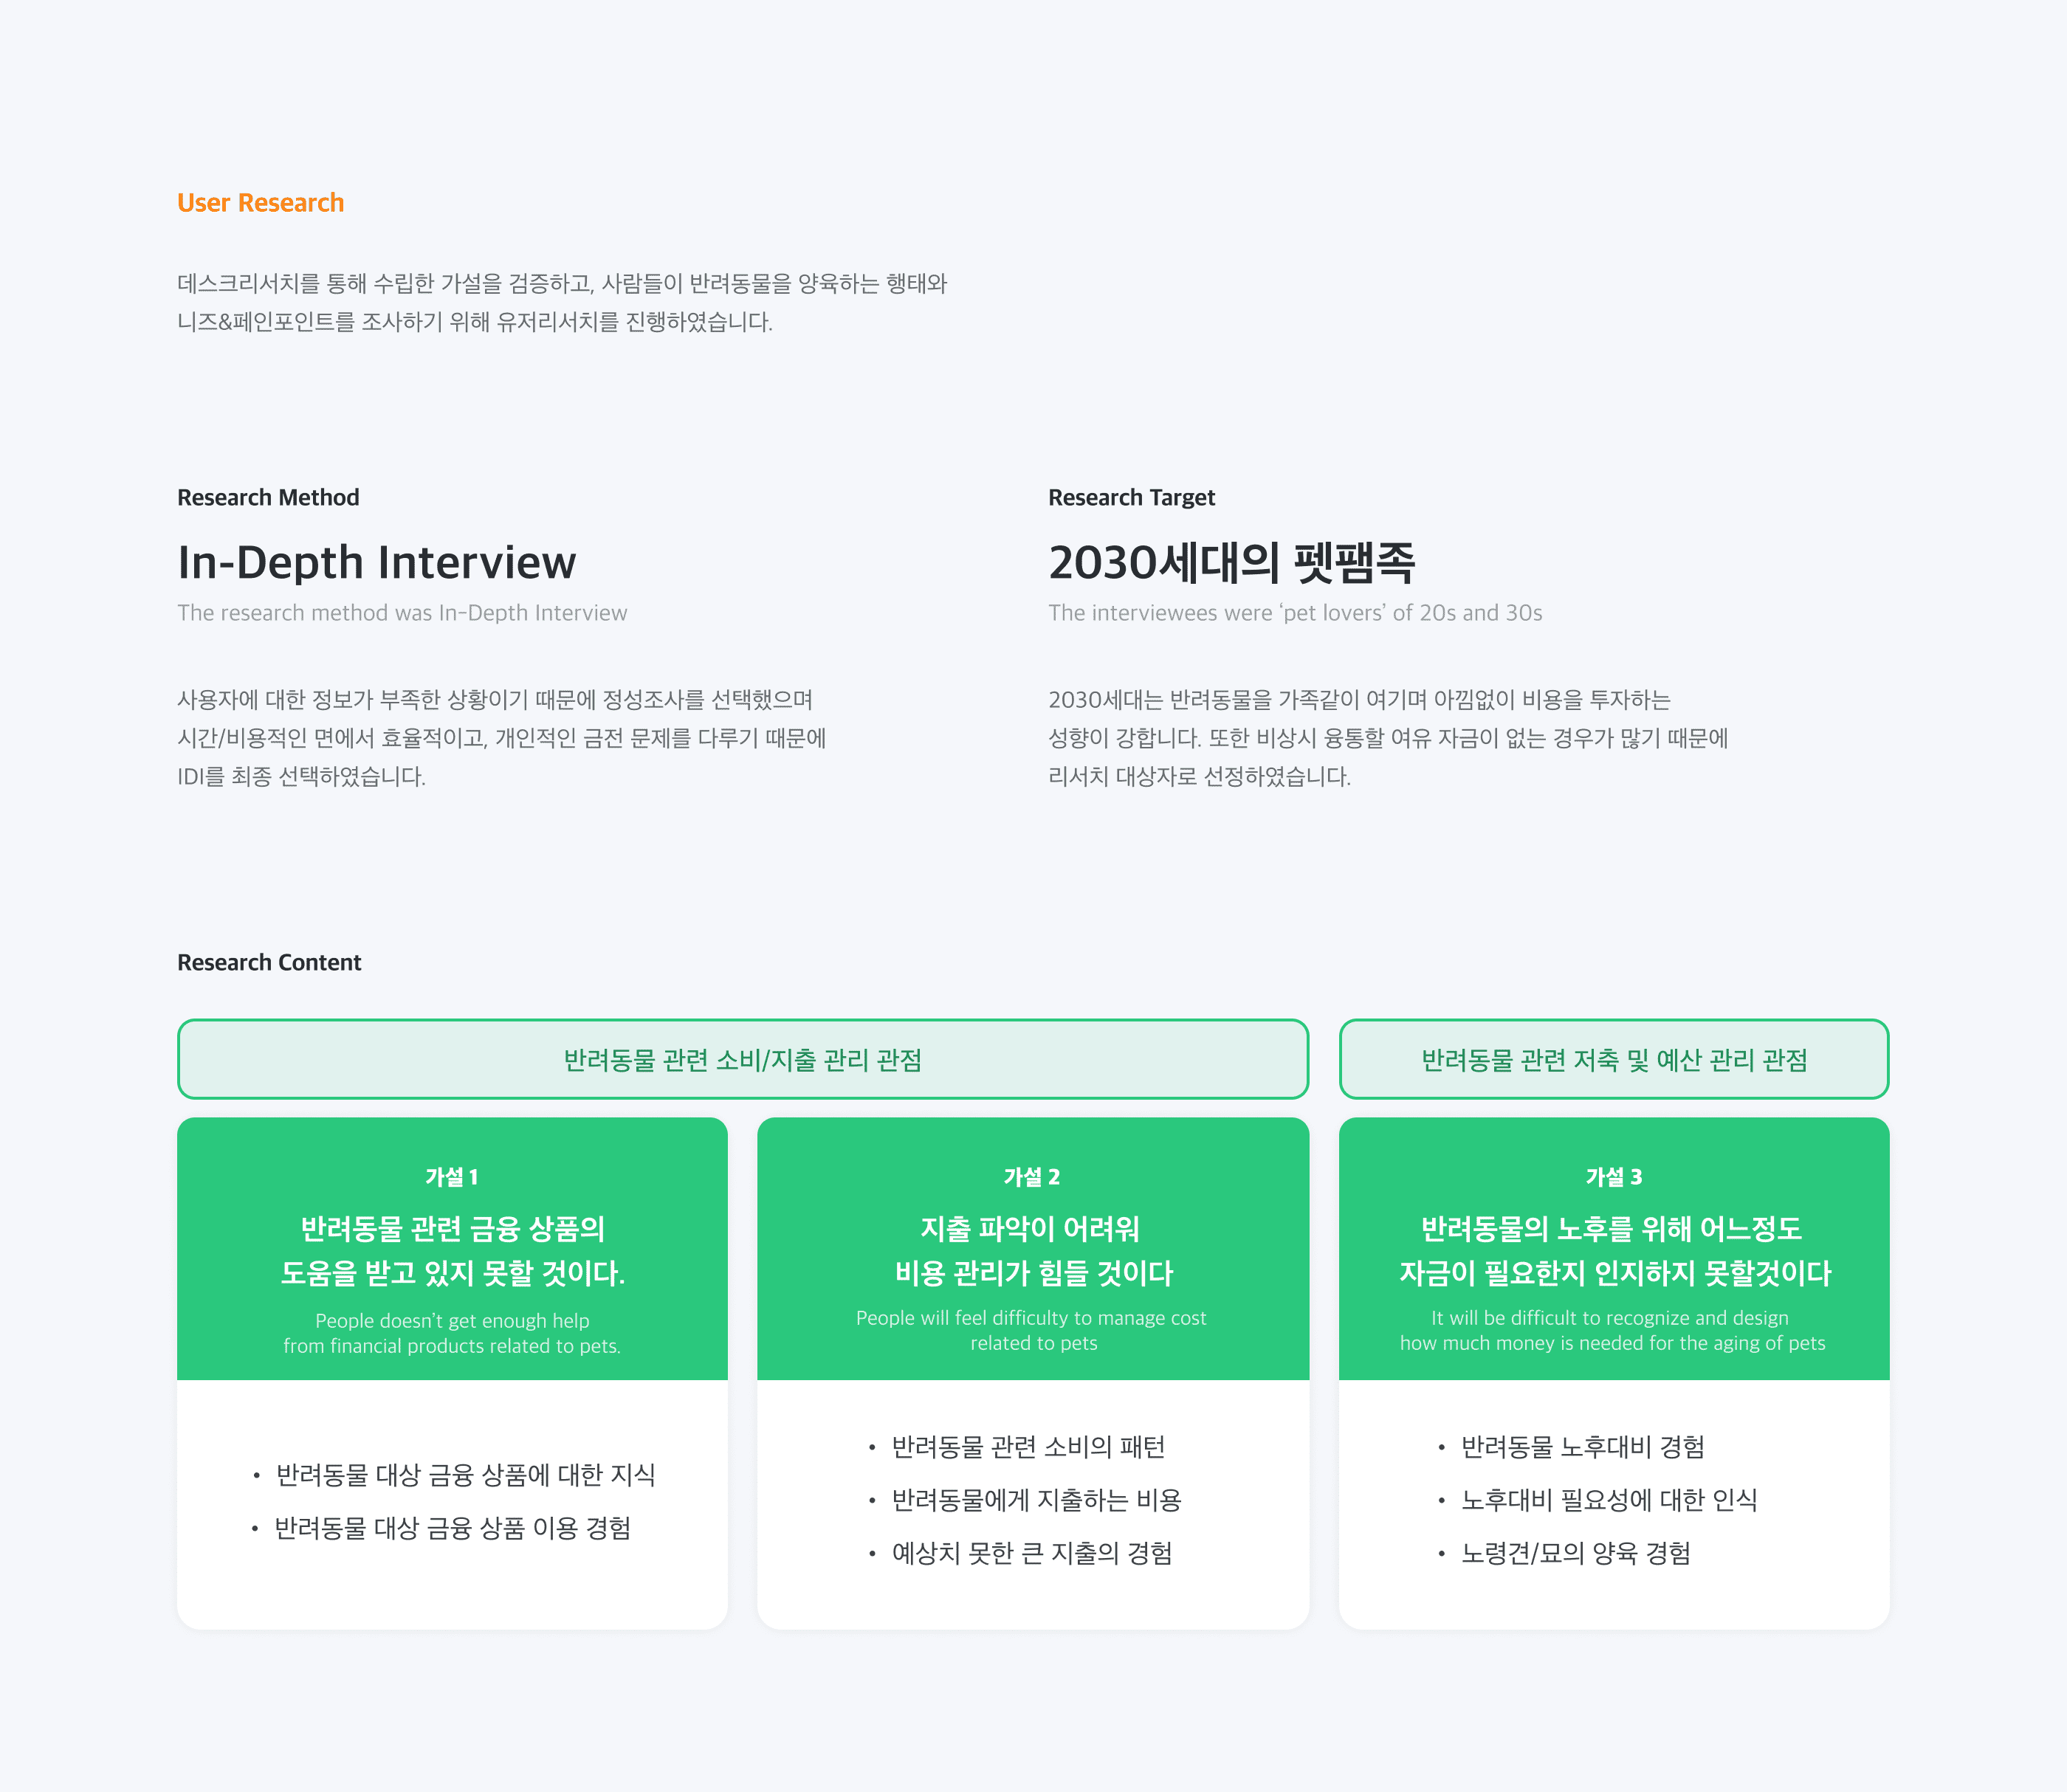 User Research
데스크리서치를 통해 수립한 가설을 검증하고, 사람들이 반려동물을 양육하는 행태와
니즈&페인포인트를 조사하기 위해 유저리서치를 진행하였습니다.
Research Method
In-Depth Interview
The research method was In-Depth Interview
사용자에 대한 정보가 부족한 상황이기 때문에 정성조사를 선택했으며
시간/비용적인 면에서 효율적이고, 개인적인 금전 문제를 다루기 때문에
IDI를 최종 선택하였습니다.
Research Target
2030세대의 펫팸족
The interviewees were ‘pet lovers’ of 20s and 30s
2030세대는 반려동물을 가족같이 여기며 아낌없이 비용을 투자하는
성향이 강합니다. 또한 비상시 융통할 여유 자금이 없는 경우가 많기 때문에
리서치 대상자로 선정하였습니다.
Research Content
반려동물 관련 소비/지출 관리 관점
가설 1
반려동물 관련 금융 상품의
도움을 받고 있지 못할 것이다.
People doesn’t get enough help
from financial products related to pets.
• 반려동물 대상 금융 상품에 대한 지식
• 반려동물 대상 금융 상품 이용 경험
가설 2
지출 파악이 어려워
비용 관리가 힘들 것이다
People will feel difficulty to manage cost
related to pets
• 반려동물 관련 소비의 패턴
• 반려동물에게 지출하는 비용
• 예상치 못한 큰 지출의 경험
반려동물 관련 저축 및 예산 관리 관점
가설 3
반려동물의 노후를 위해 어느정도
자금이 필요한지 인지하지 못할것이다
It will be difficult to recognize and design
how much money is needed for the aging of pets
• 반려동물 노후대비 경험
• 노후대비 필요성에 대한 인식
• 노령견/묘의 양육 경험